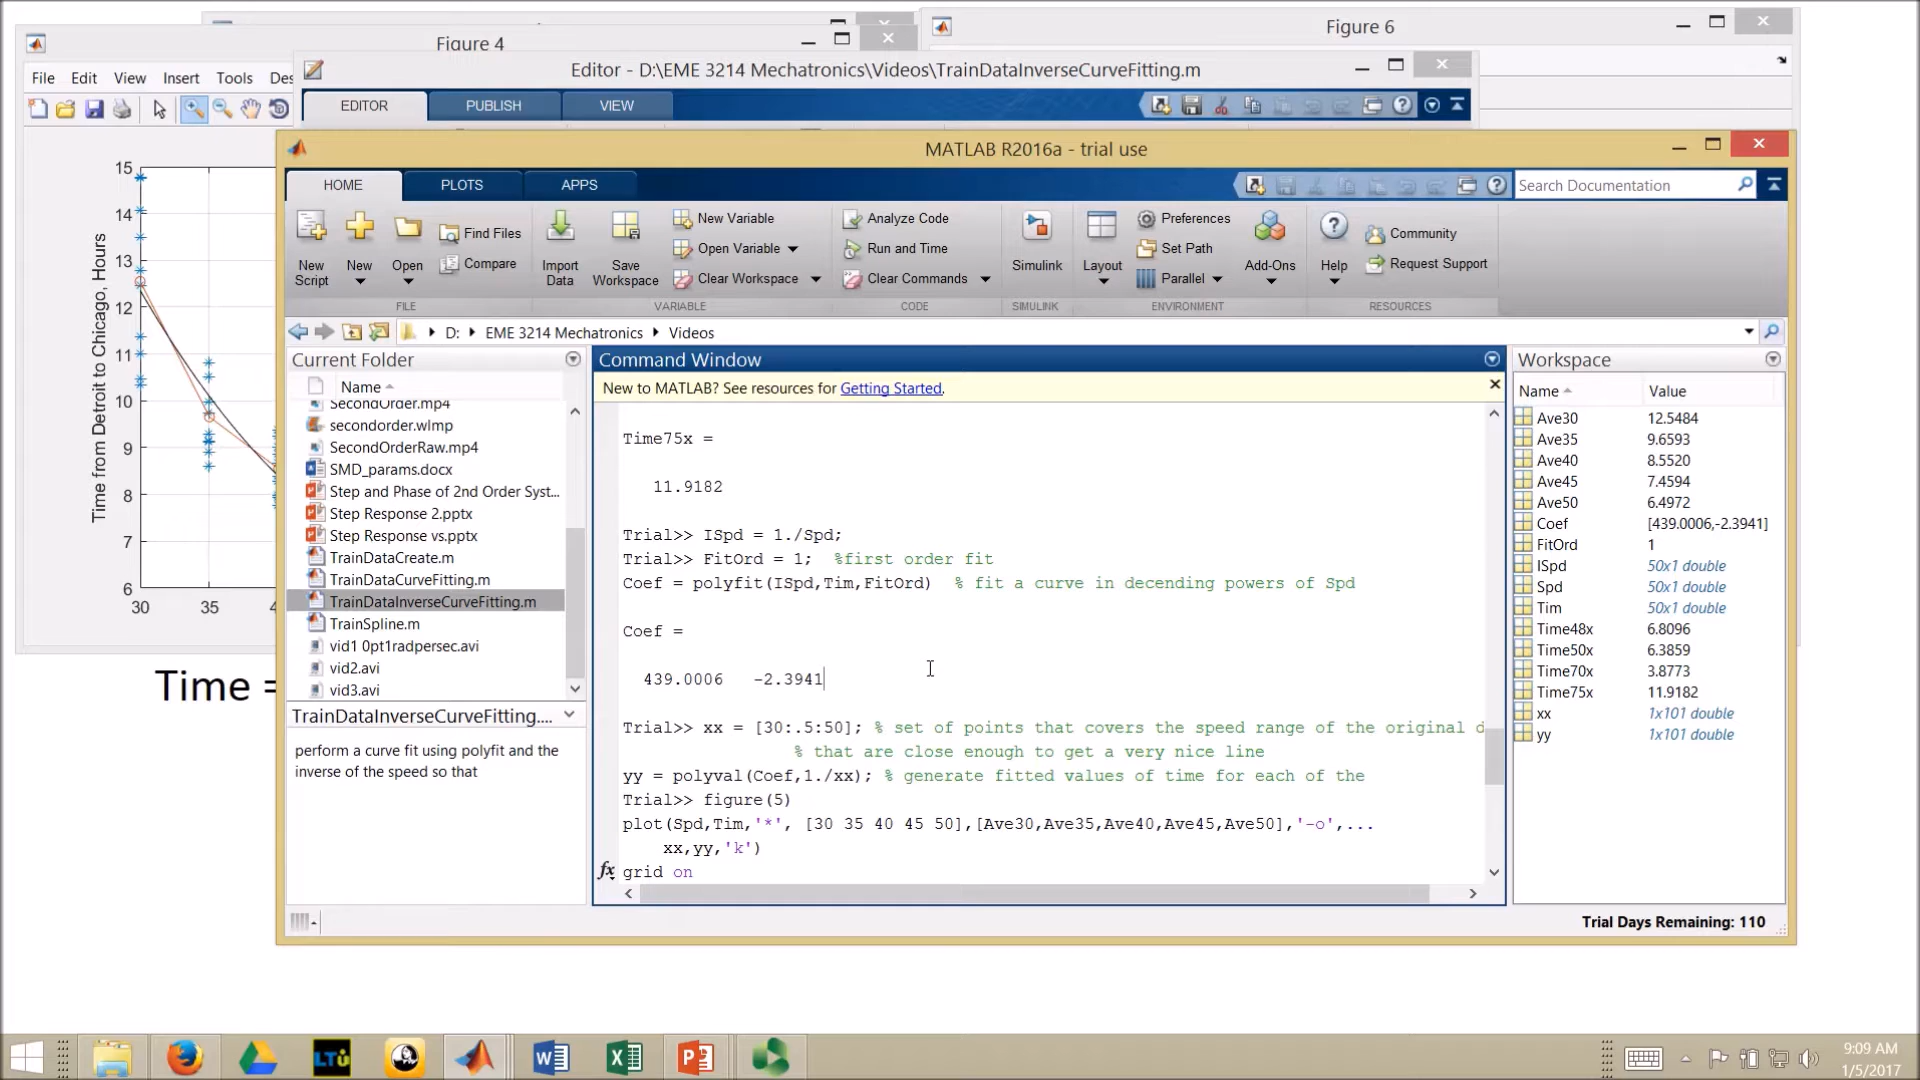 Figure 4
Figure 6
File Edit View Insert Tools Des
Editor - D:\EME 3214 Mechatronics\Videos\TrainDataInverseCurveFitting.m
EDITOR PUBLISH VIEW
MATLAB R2016a - trial use
HOME PLOTS APPS
Search Documentation
New Script
New
Open
Find Files
Compare
Import Data
Save Workspace
New Variable
Open Variable
Clear Workspace
Analyze Code
Run and Time
Clear Commands
Simulink
Layout
Preferences
Set Path
Parallel
Add-Ons
Help
Community
Request Support
FILE VARIABLE CODE SIMULINK ENVIRONMENT RESOURCES
D: EME 3214 Mechatronics Videos
Time from Detroit to Chicago, Hours
15
14
13
12
11
10
9
8
7
6
30 35 4
Time =
Current Folder
Name
SecondOrder.mp4
secondorder.wlmp
SecondOrderRaw.mp4
SMD_params.docx
Step and Phase of 2nd Order Syst...
Step Response 2.pptx
Step Response vs.pptx
TrainDataCreate.m
TrainDataCurveFitting.m
TrainDataInverseCurveFitting.m
TrainSpline.m
vid1 0pt1radpersec.avi
vid2.avi
vid3.avi
TrainDataInverseCurveFitting....
perform a curve fit using polyfit and the
inverse of the speed so that
Command Window
New to MATLAB? See resources for Getting Started.
Time75x =
11.9182
Trial>> ISpd = 1./Spd;
Trial>> FitOrd = 1; %first order fit
Coef = polyfit(ISpd,Tim,FitOrd) % fit a curve in decending powers of Spd
Coef =
439.0006 -2.3941
Trial>> xx = [30:.5:50]; % set of points that covers the speed range of the original d
% that are close enough to get a very nice line
yy = polyval(Coef,1./xx); % generate fitted values of time for each of the
Trial>> figure(5)
plot(Spd,Tim,'*', [30 35 40 45 50],[Ave30,Ave35,Ave40,Ave45,Ave50],'-o',...
xx,yy,'k')
fx grid on
Workspace
Name Value
Ave30 12.5484
Ave35 9.6593
Ave40 8.5520
Ave45 7.4594
Ave50 6.4972
Coef [439.0006,-2.3941]
FitOrd 1
ISpd 50x1 double
Spd 50x1 double
Tim 50x1 double
Time48x 6.8096
Time50x 6.3859
Time70x 3.8773
Time75x 11.9182
xx 1x101 double
yy 1x101 double
Trial Days Remaining: 110
LTU
9:09 AM
1/5/2017